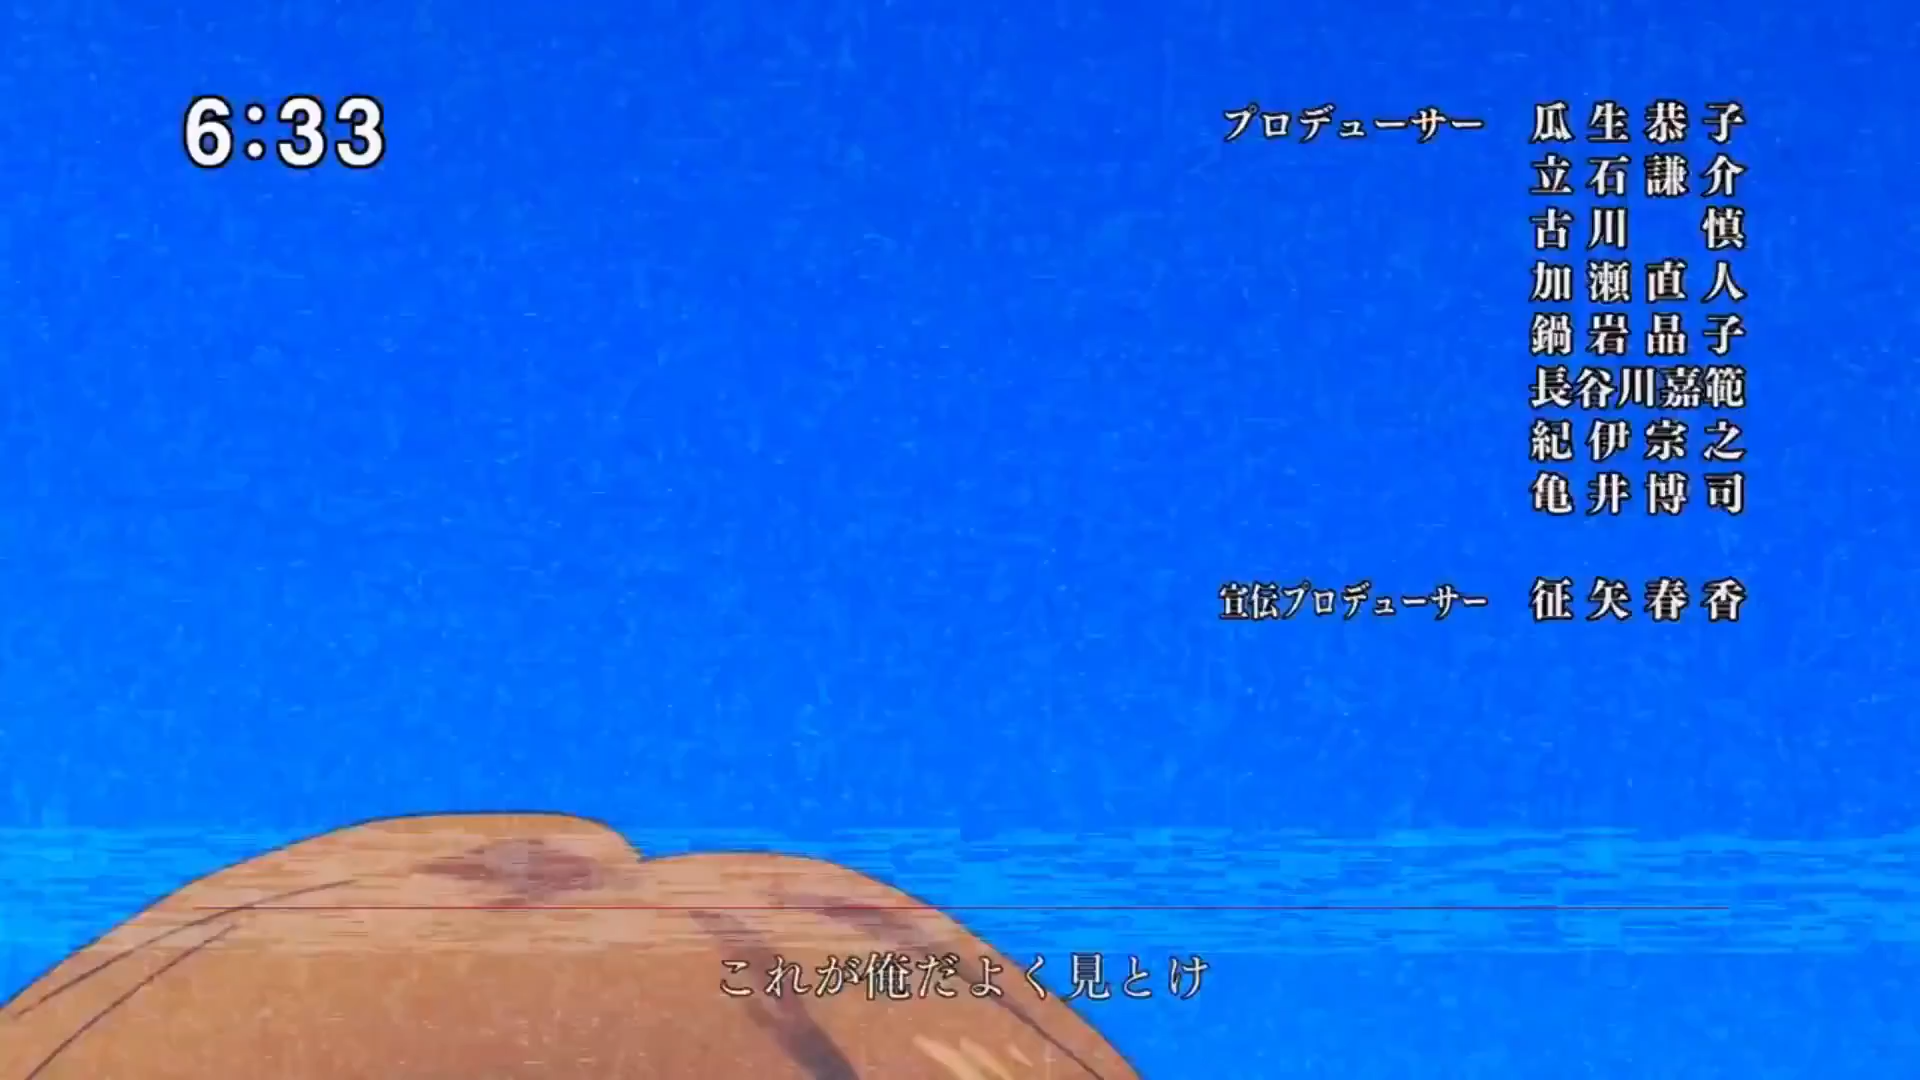 6:33
プロデューサー 瓜生恭子
立石謙介
古川 慎
加瀬直人
鍋岩晶子
長谷川嘉範
紀伊宗之
亀井博司
宣伝プロデューサー 征矢春香
これが俺だよく見とけ